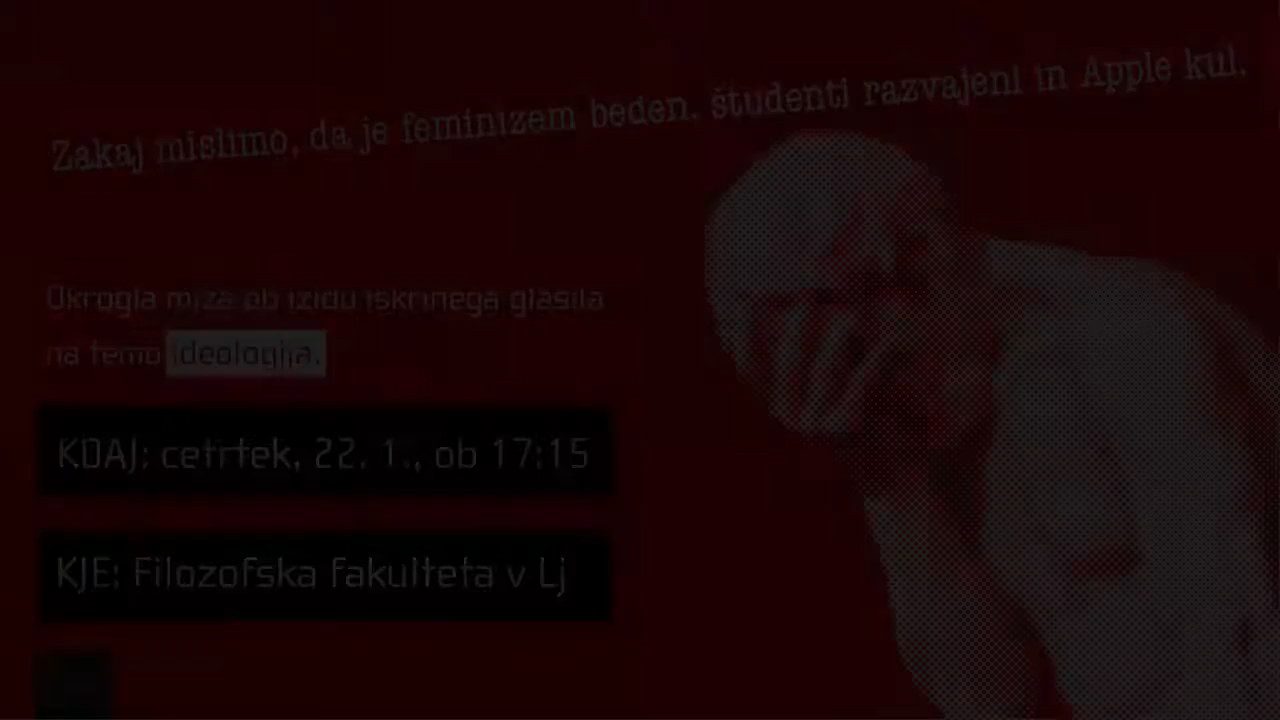 Zakaj mislimo, da je feminizem beden, študenti razvajeni in Apple kul.
Okrogla miza ob izidu iskrinega glasila
na temo ideologija.
KDAJ: četrtek, 22. 1., ob 17:15
KJE: Filozofska fakulteta v Lj